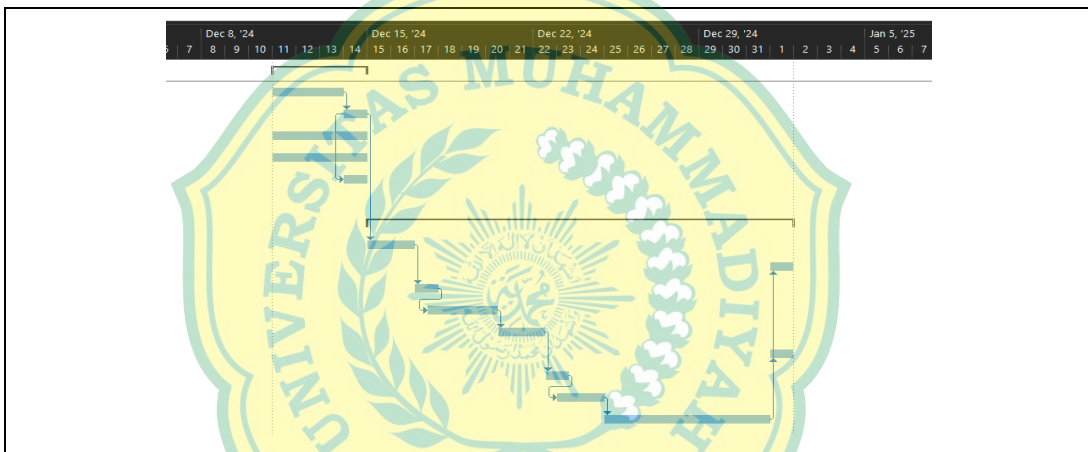 Dec 8, '24 Dec 15, '24 Dec 22, '24 Dec 29, '24 Jan 5, '25
7 8 9 10 11 12 13 14 15 16 17 18 19 20 21 22 23 24 25 26 27 28 29 30 31 1 2 3 4 5 6 7
UNIVERSITAS MUHAMMADIYAH